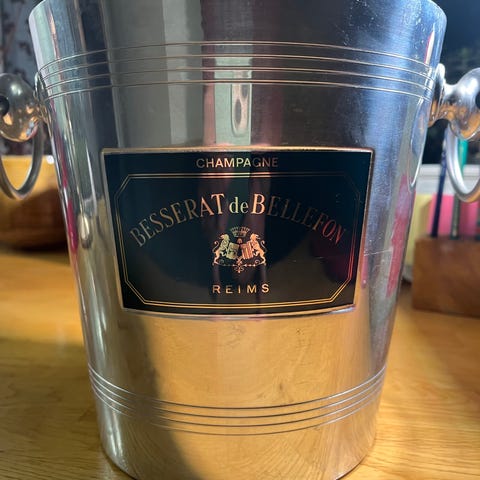 CHAMPAGNE
BESSERAT de BELLEFON
REIMS